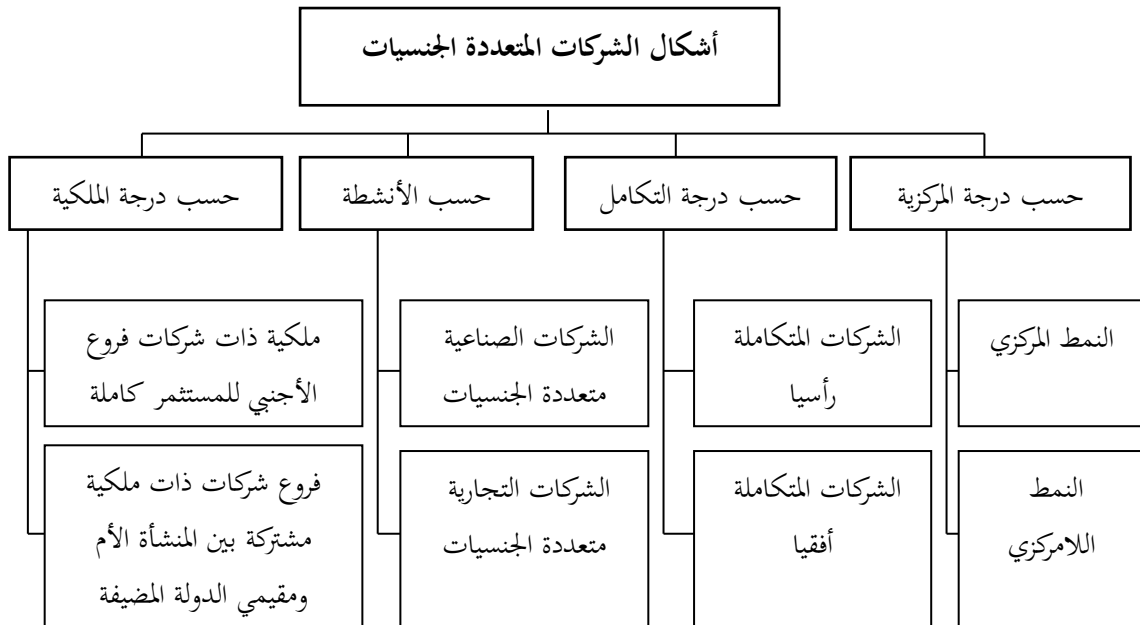 أشكال الشركات المتعددة الجنسيات
حسب درجة المركزية
حسب درجة التكامل
حسب الأنشطة
حسب درجة الملكية
النمط المركزي
الشركات المتكاملة
رأسيا
الشركات الصناعية
متعددة الجنسيات
ملكية ذات شركات فروع
الأجنبي للمستثمر كاملة
النمط
اللامركزي
الشركات المتكاملة
أفقيا
الشركات التجارية
متعددة الجنسيات
فروع شركات ذات ملكية
مشتركة بين المنشأة الأم
ومقيمي الدولة المضيفة